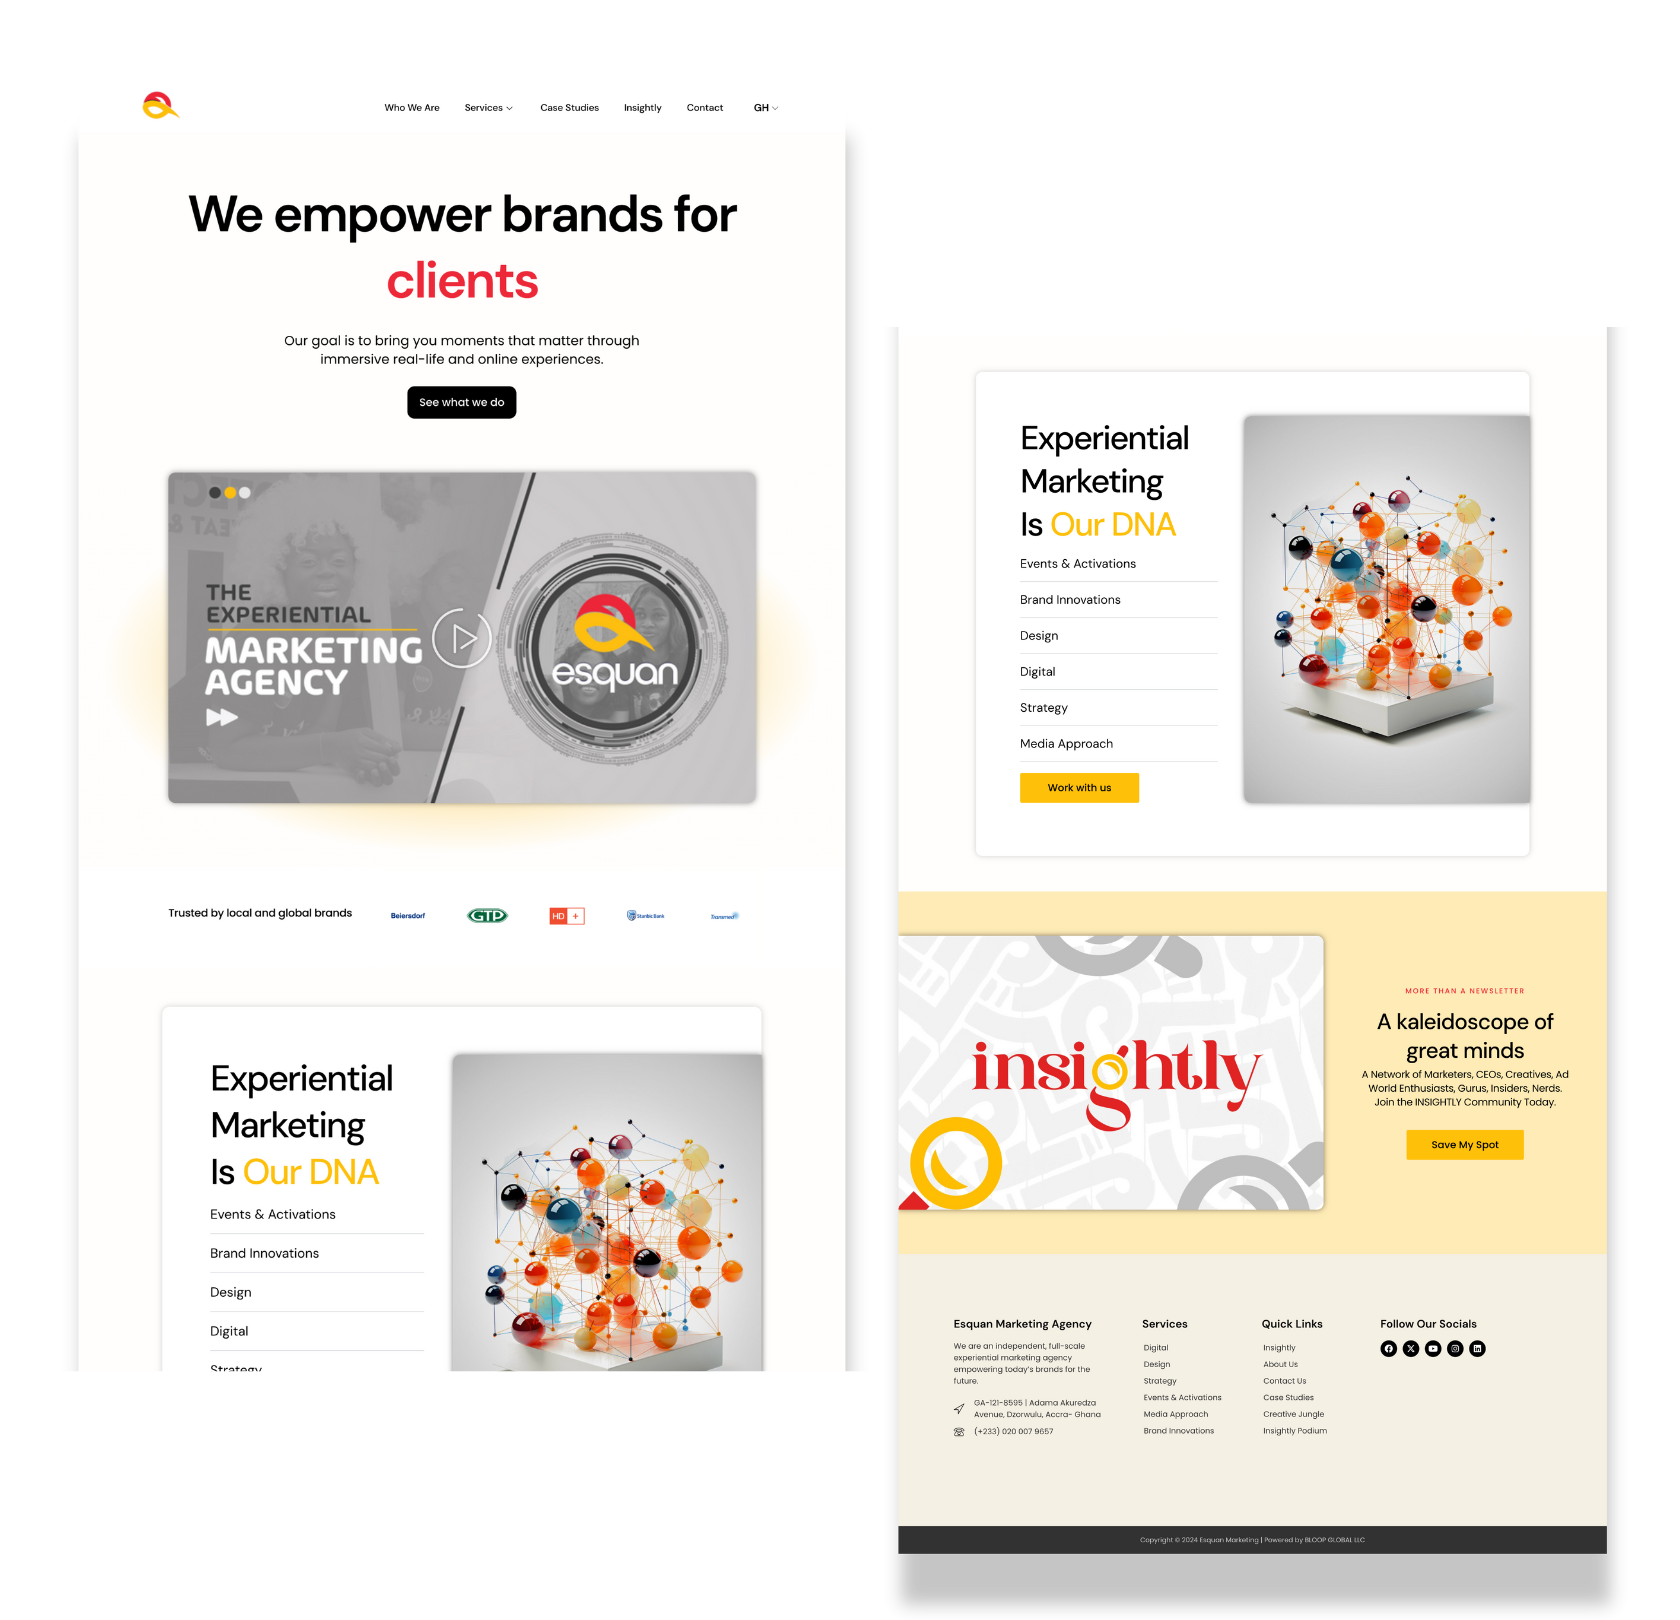 Who We Are
Services
Case Studies
Insightly
Contact
GH
We empower brands for
clients
Our goal is to bring you moments that matter through
immersive real-life and online experiences.
See what we do
THE
EXPERIENTIAL
MARKETING
AGENCY
esquan
Trusted by local and global brands
Beiersdorf
GTP
HD +
Stanbic Bank
Transmed
Experiential
Marketing
Is Our DNA
Events & Activations
Brand Innovations
Design
Digital
Strategy
Experiential
Marketing
Is Our DNA
Events & Activations
Brand Innovations
Design
Digital
Strategy
Media Approach
Work with us
insightly
MORE THAN A NEWSLETTER
A kaleidoscope of
great minds
A Network of Marketers, CEOs, Creatives, Ad
World Enthusiasts, Gurus, Insiders, Nerds.
Join the INSIGHTLY Community Today.
Save My Spot
Esquan Marketing Agency
We are an independent, full-scale
experiential marketing agency
empowering today's brands for the
future.
GA-121-8595 | Adama Akuredza
Avenue, Dzorwulu, Accra- Ghana
(+233) 020 007 9657
Services
Digital
Design
Strategy
Events & Activations
Media Approach
Brand Innovations
Quick Links
Insightly
About Us
Contact Us
Case Studies
Creative Jungle
Insightly Podium
Follow Our Socials
Copyright © 2024 Esquan Marketing | Powered by BLOOP GLOBAL LLC